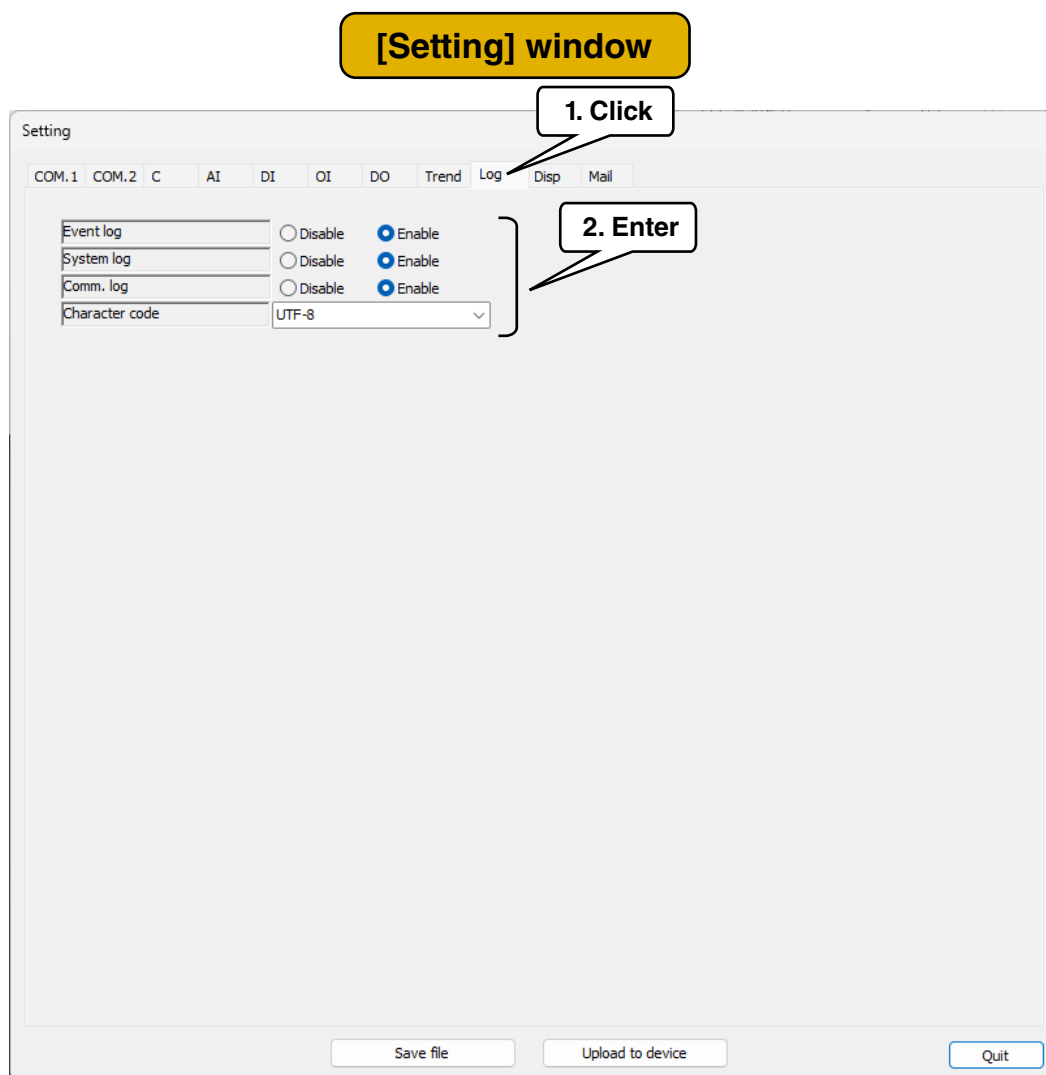 [Setting] window
1. Click
Setting
COM.1 COM.2 C AI DI OI DO Trend Log Disp Mail
2. Enter
Event log Disable Enable
System log Disable Enable
Comm. log Disable Enable
Character code UTF-8
Save file Upload to device Quit